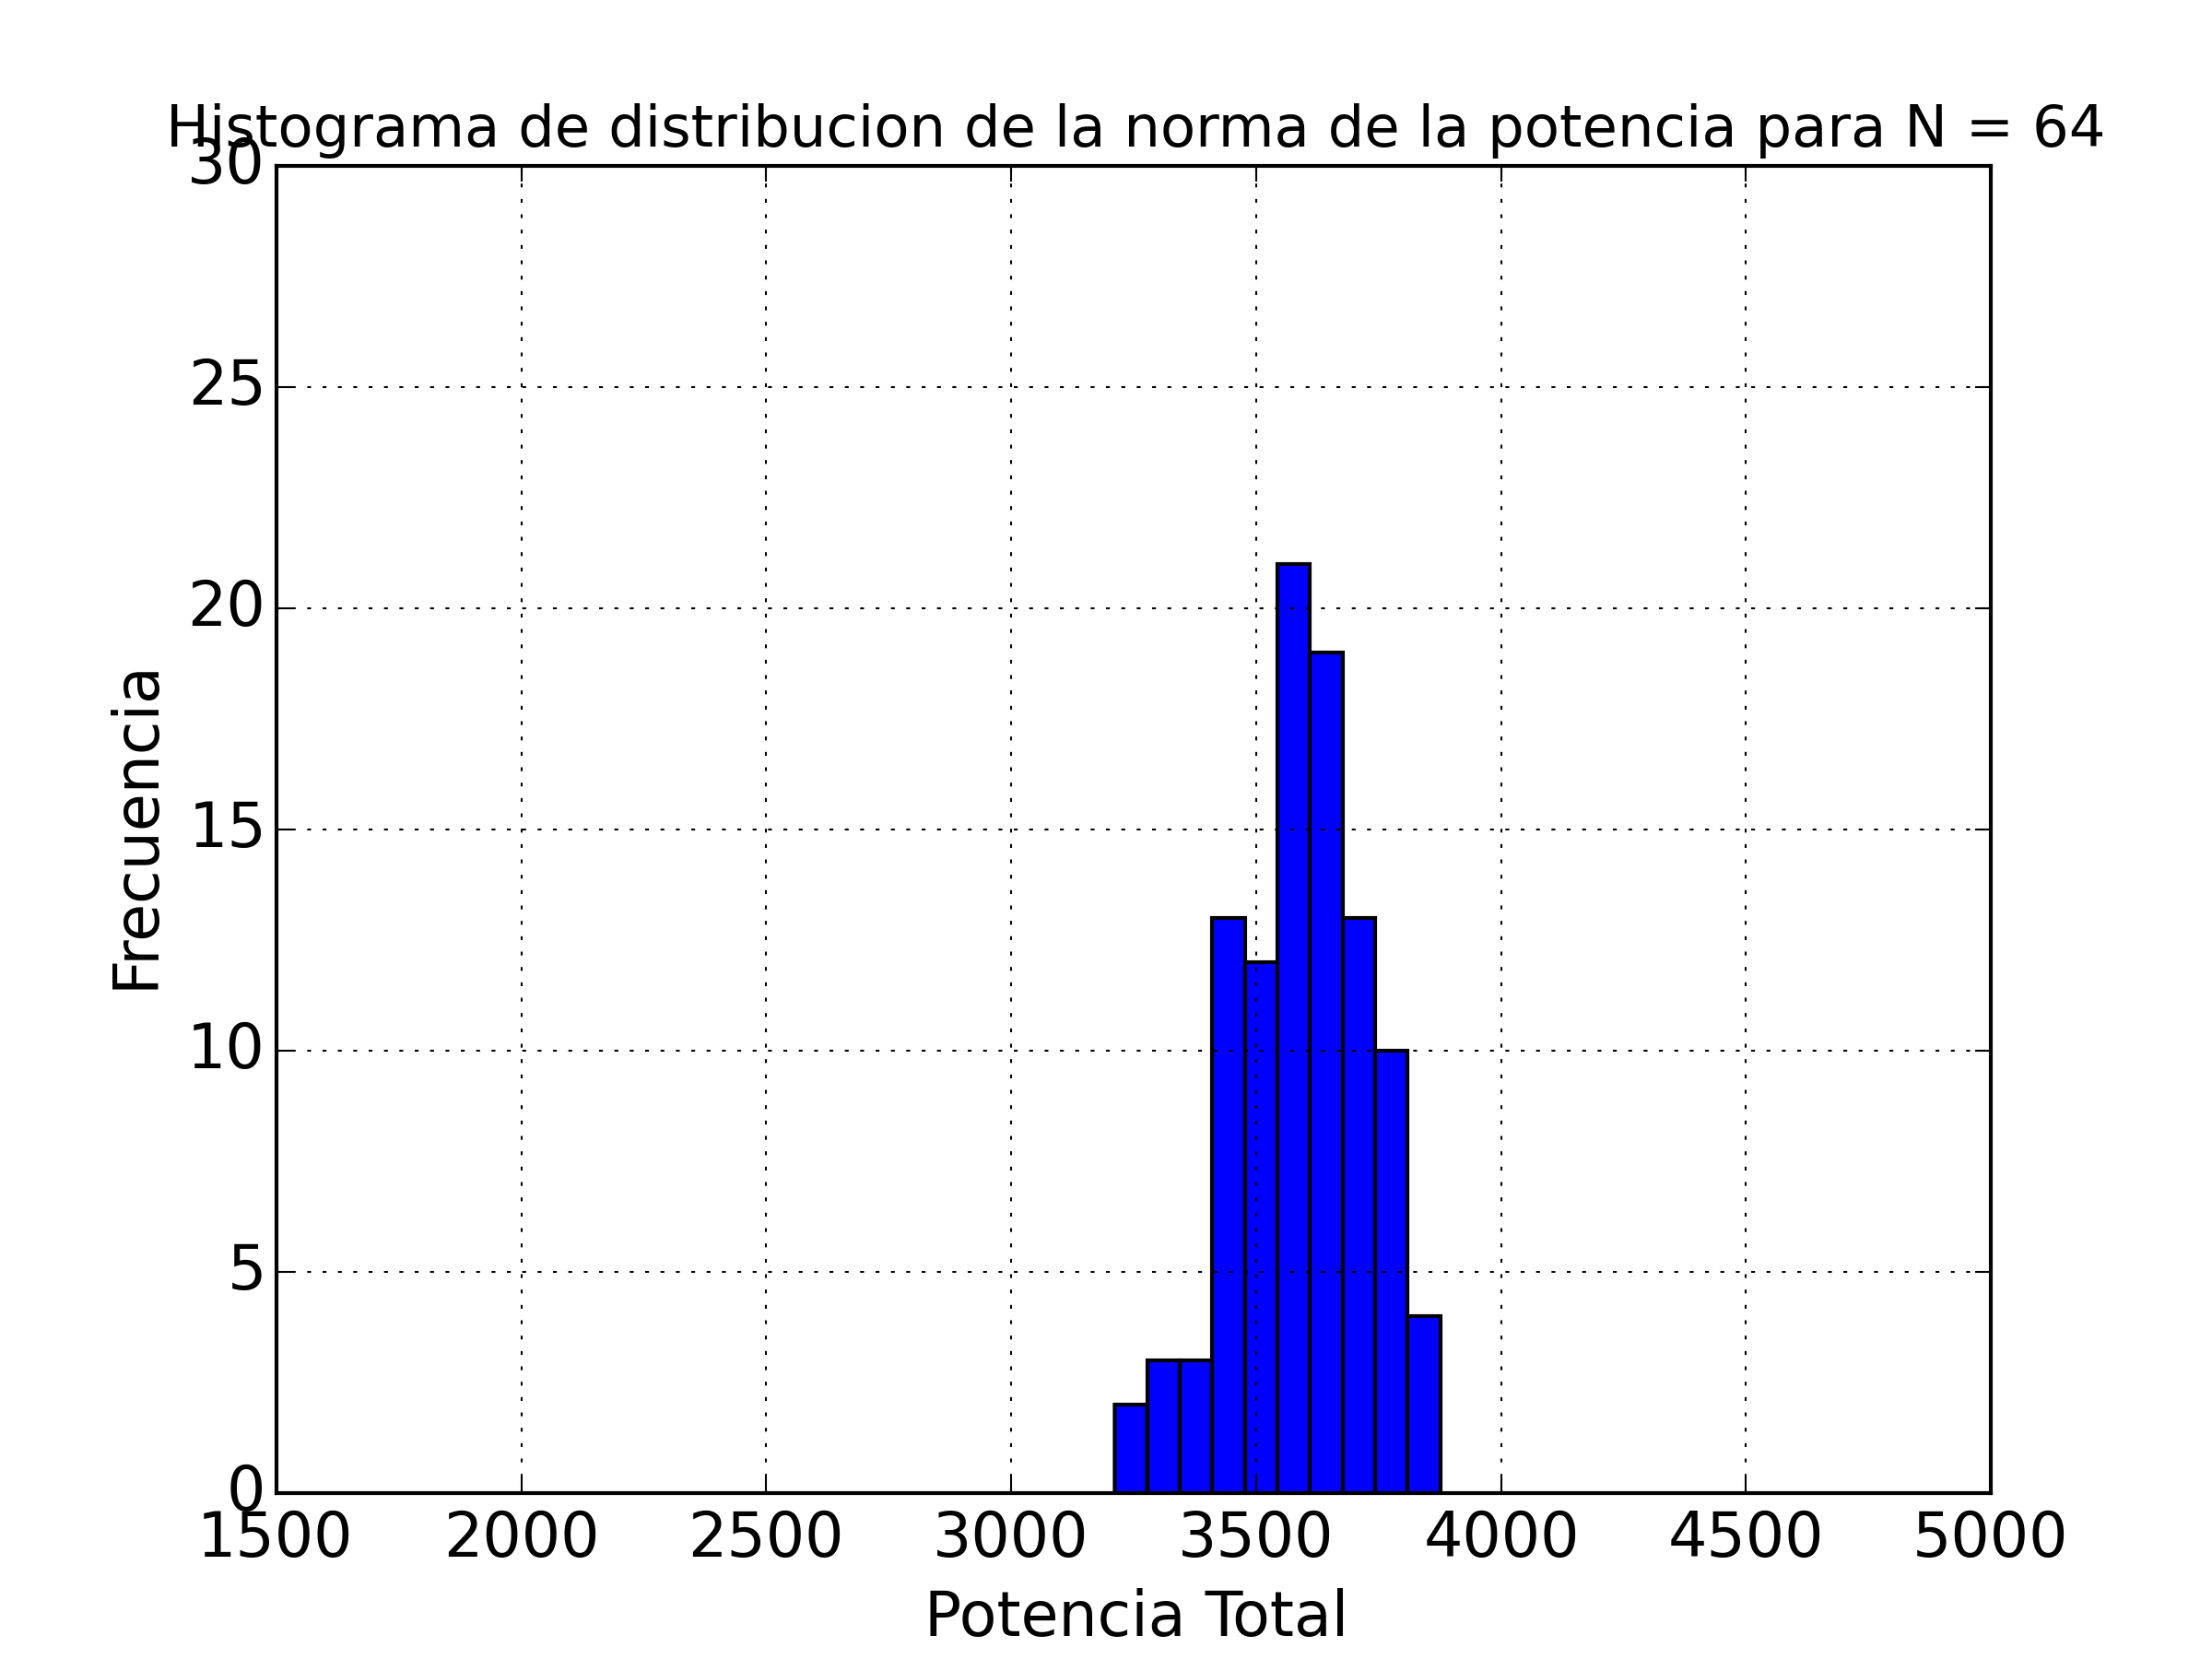 Histograma de distribucion de la norma de la potencia para N = 64
30
25
20
15
10
5
0
Frecuencia
1500 2000 2500 3000 3500 4000 4500 5000
Potencia Total